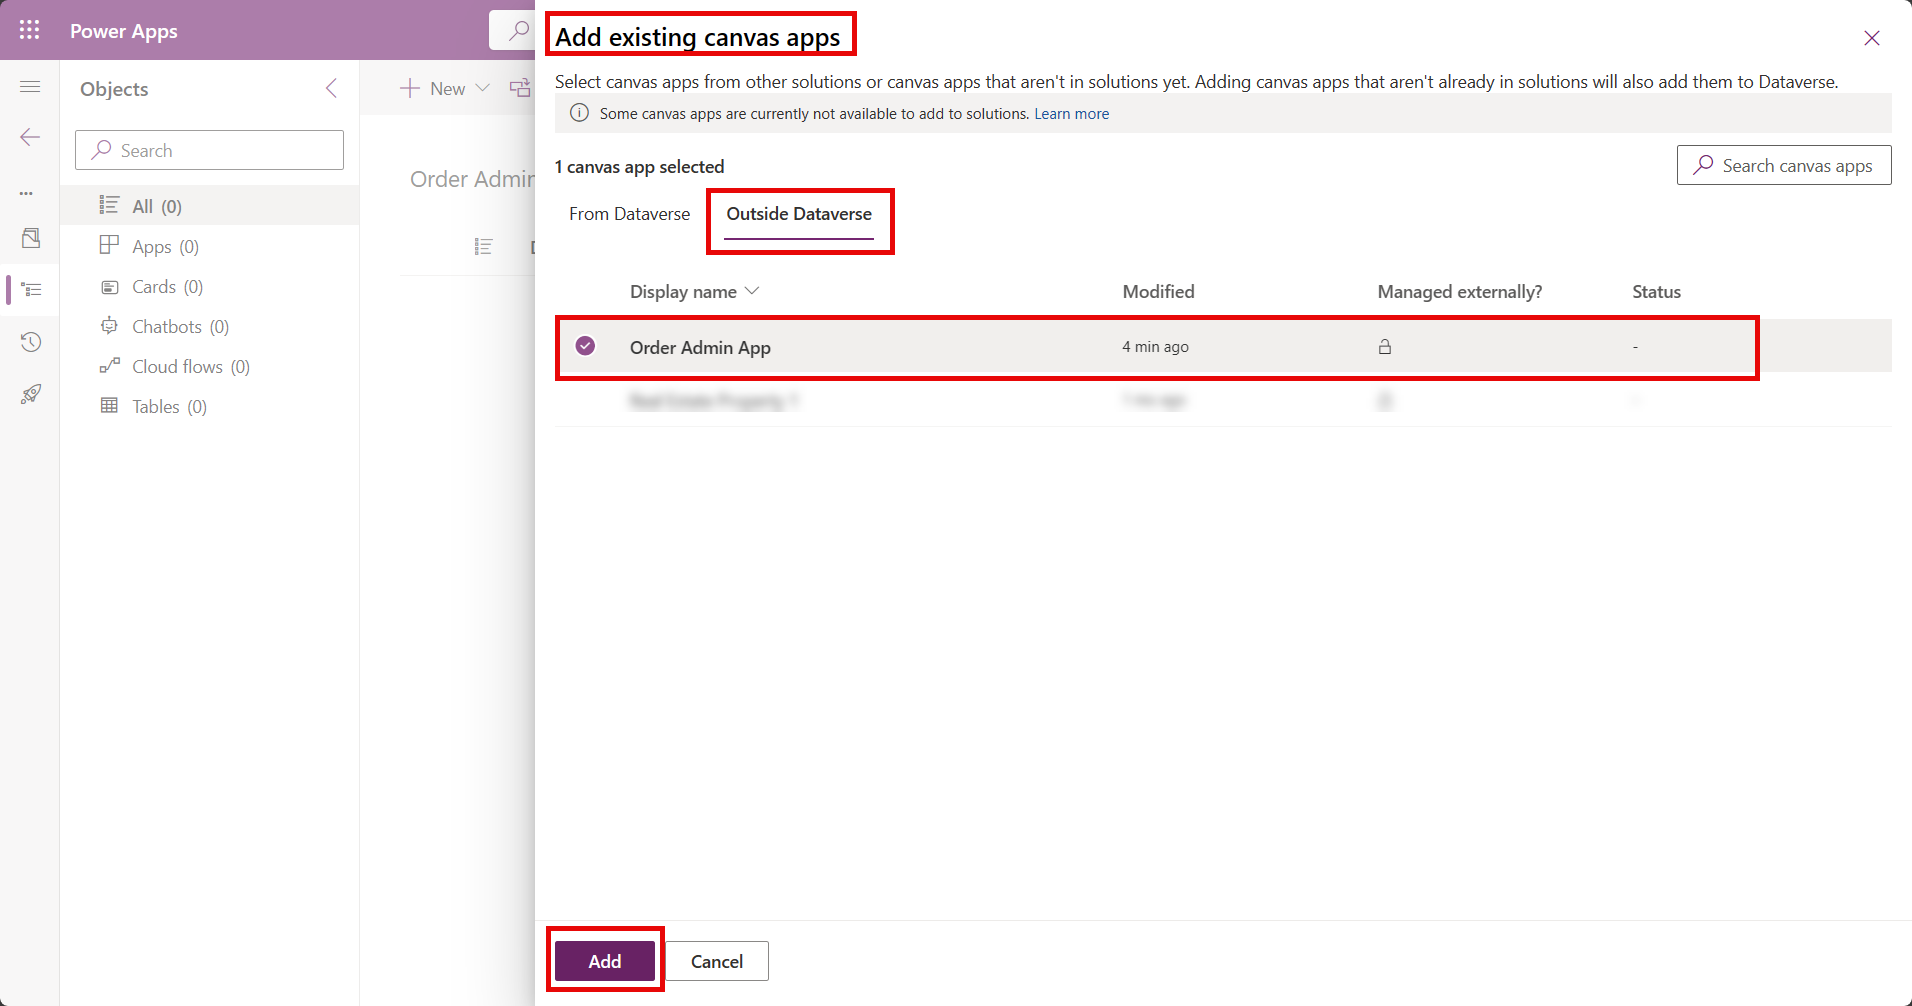 Power Apps
Objects
Search
All (0)
Apps (0)
Cards (0)
Chatbots (0)
Cloud flows (0)
Tables (0)
New
Order Admin
Add existing canvas apps
Select canvas apps from other solutions or canvas apps that aren't in solutions yet. Adding canvas apps that aren't already in solutions will also add them to Dataverse.
Some canvas apps are currently not available to add to solutions. Learn more
1 canvas app selected
Search canvas apps
From Dataverse Outside Dataverse
Display name Modified Managed externally? Status
Order Admin App 4 min ago -
Add Cancel